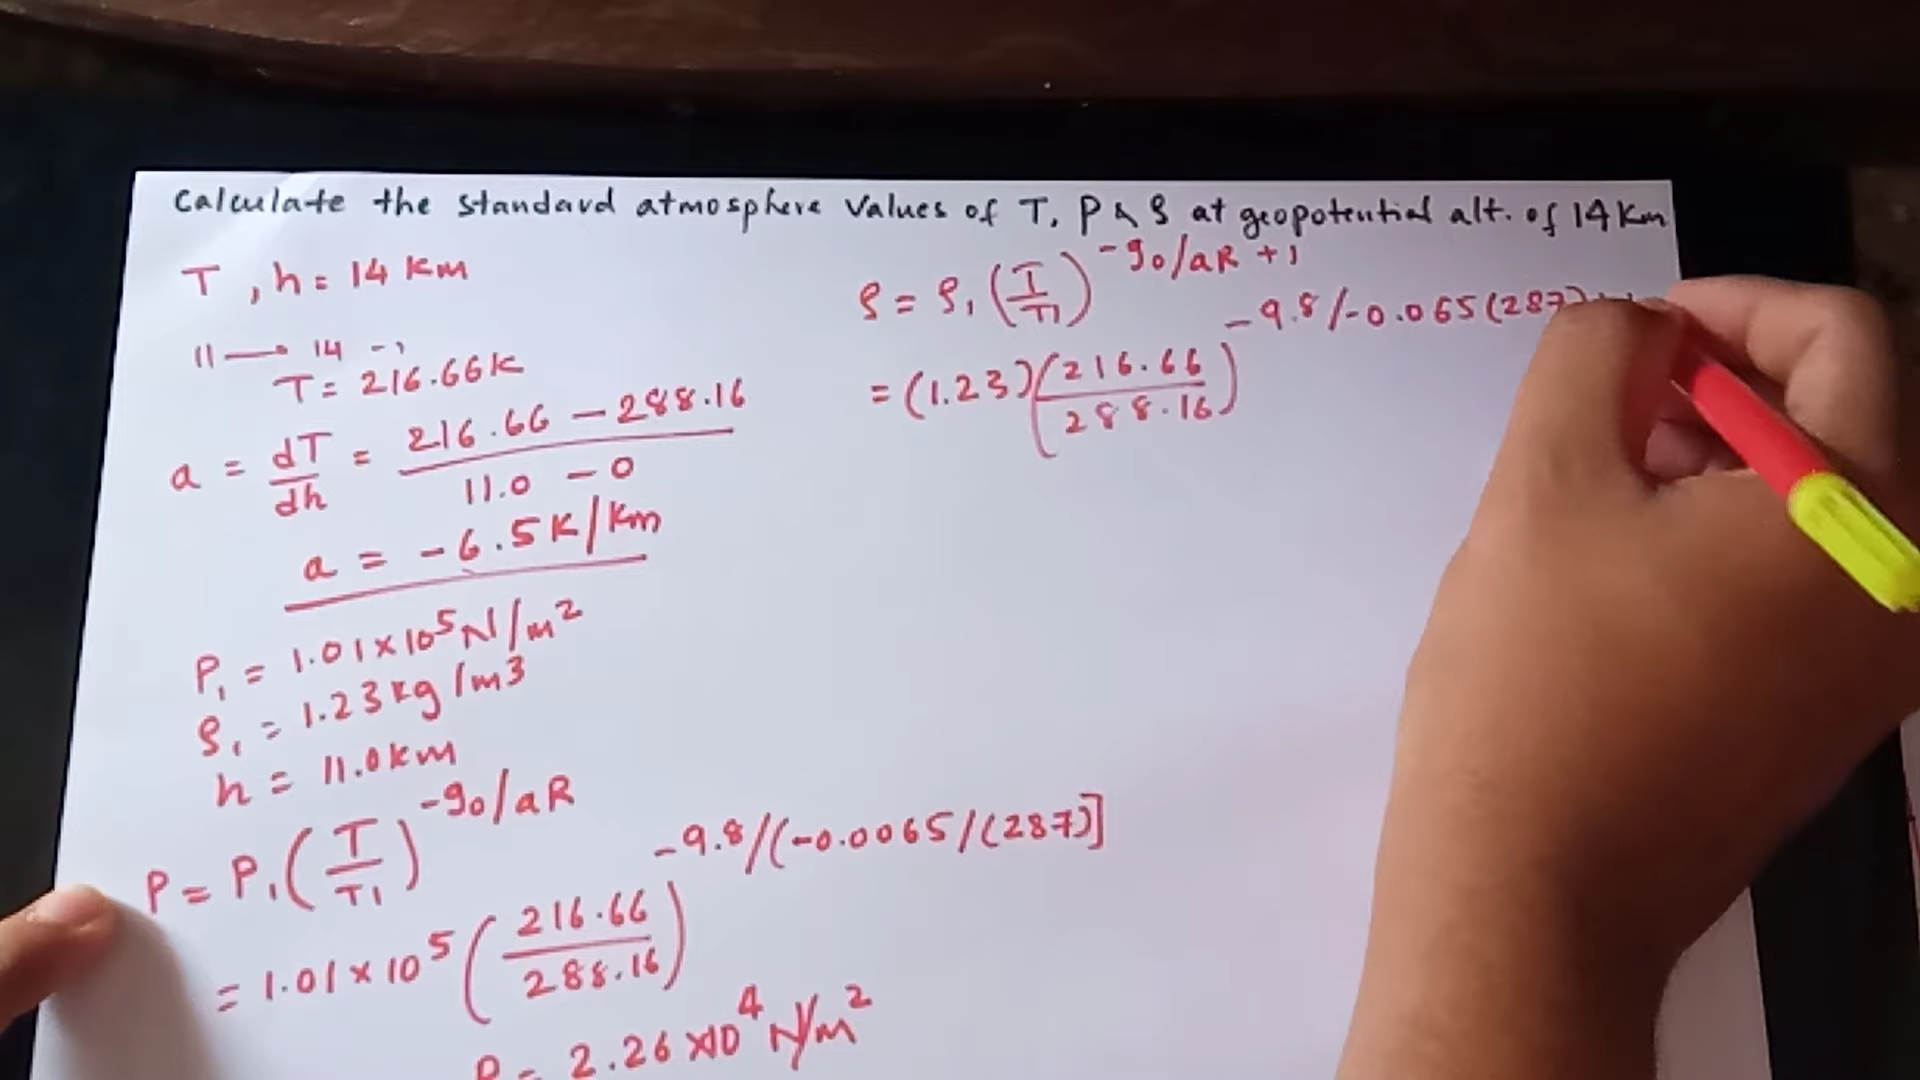 Calculate the standard atmosphere values of T, P & ρ at geopotential alt. of 14 Km
T, h = 14 Km
11 → 14
T = 216.66K
a = dT/dh = (216.66 - 288.16)/(11.0 - 0)
a = -6.5 K/Km
P₁ = 1.01 × 10⁵ N/m²
ρ₁ = 1.23 kg/m3
h = 11.0 km
P = P₁ (T/T₁)^-g₀/aR
= 1.01 × 10⁵ (216.66/288.16)^-9.8/(-0.0065/(287)]
P = 2.26 × 10⁴ N/m²
ρ = ρ₁ (T/T₁)^-g₀/aR + 1
= (1.23) (216.66/288.16)^-9.8/-0.065(287)